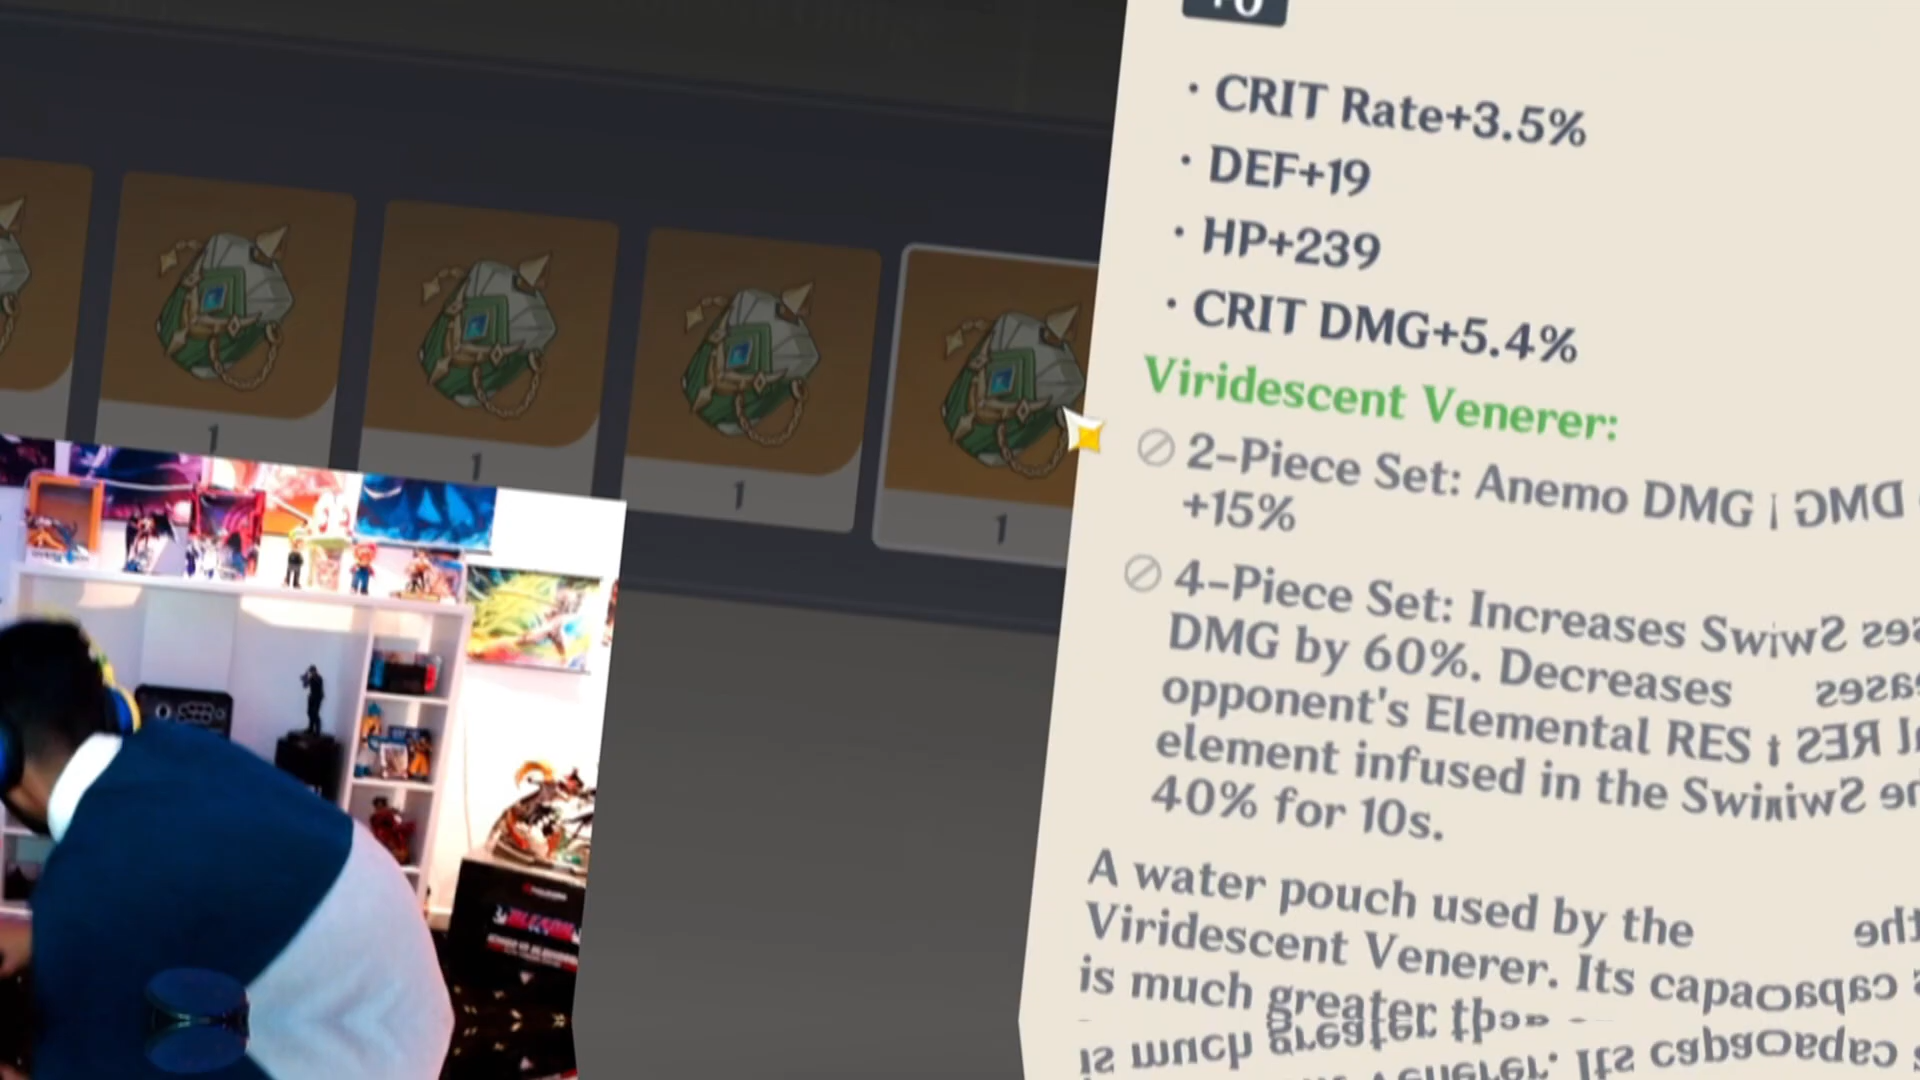 +0
· CRIT Rate+3.5%
· DEF+19
· HP+239
· CRIT DMG+5.4%
Viridescent Venerer:
2-Piece Set: Anemo DMG
+15%
4-Piece Set: Increases
DMG by 60%. Decreases
opponent's Elemental RES
element infused in the
40% for 10s.
A water pouch used by the
Viridescent Venerer. Its
is much greater
1
1
1
1